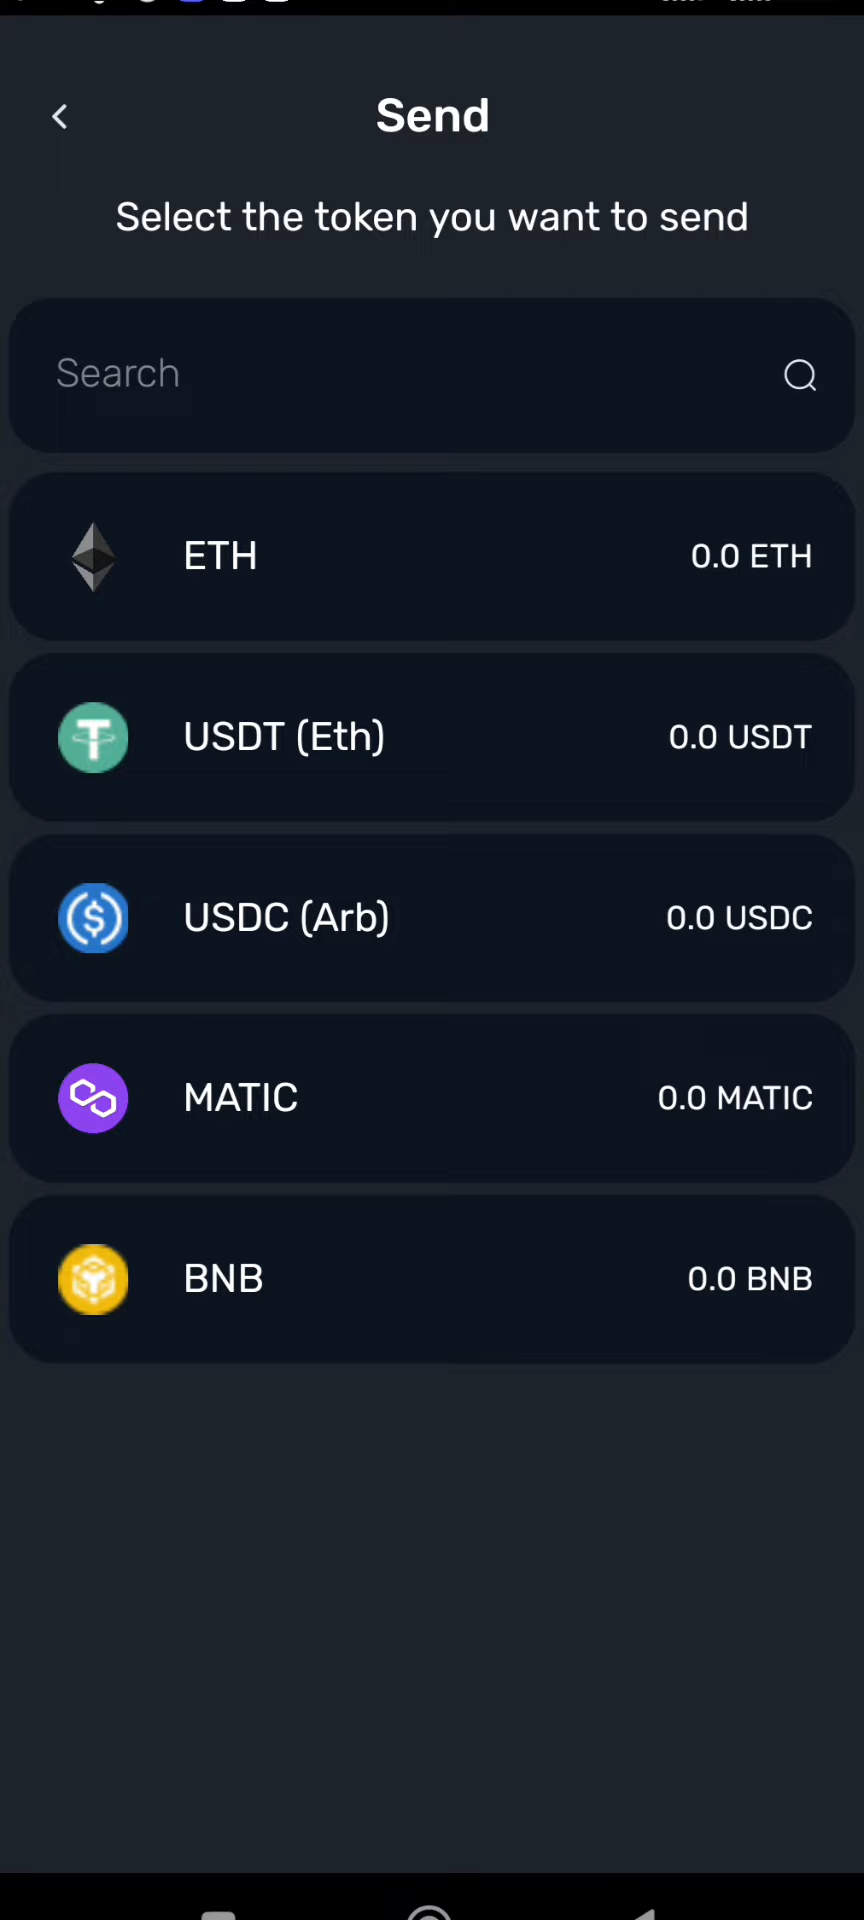 Send
Select the token you want to send
Search
ETH 0.0 ETH
USDT (Eth) 0.0 USDT
USDC (Arb) 0.0 USDC
MATIC 0.0 MATIC
BNB 0.0 BNB